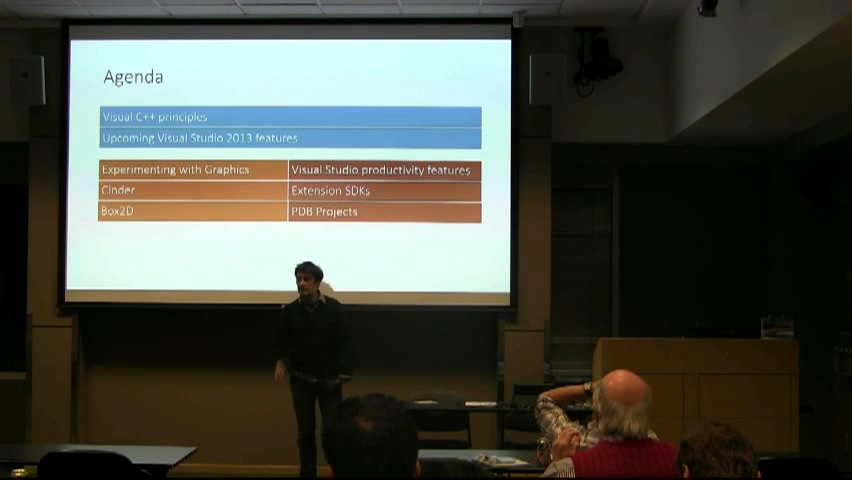 Agenda
Visual C++ principles
Upcoming Visual Studio 2013 features
Experimenting with Graphics
Visual Studio productivity features
Cinder
Extension SDKs
Box2D
PDB Projects